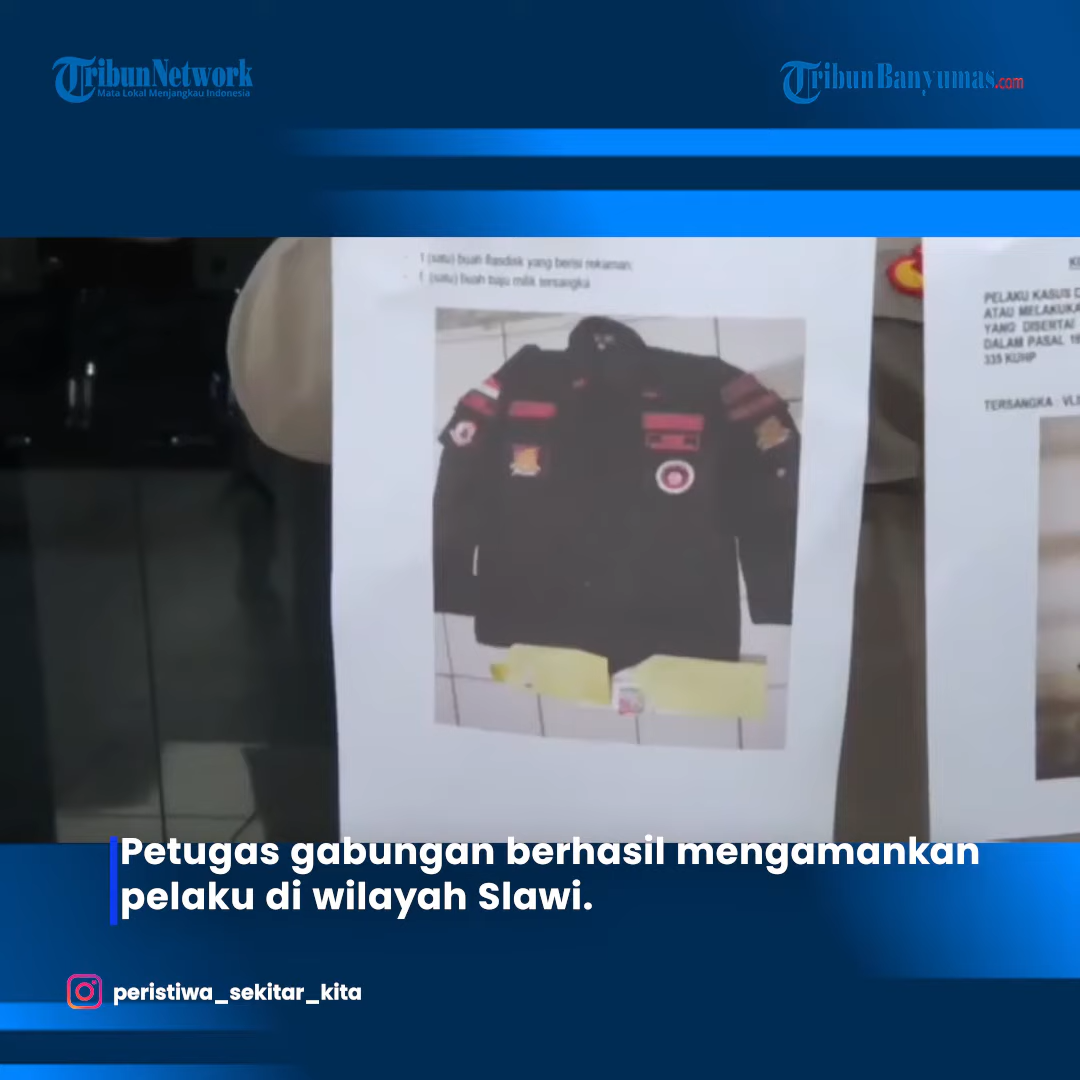 TribunNetwork
Mata Lokal Menjangkau Indonesia
TribunBanyumas.com
1 (satu) buah flasdisk yang berisi rekaman;
1 (satu) buah baju milik tersangka
PELAKU KASUS
ATAU MELAKUKA
YANG DISERTAI
DALAM PASAL
335 KUHP
TERSANGKA
Petugas gabungan berhasil mengamankan
pelaku di wilayah Slawi.
peristiwa_sekitar_kita